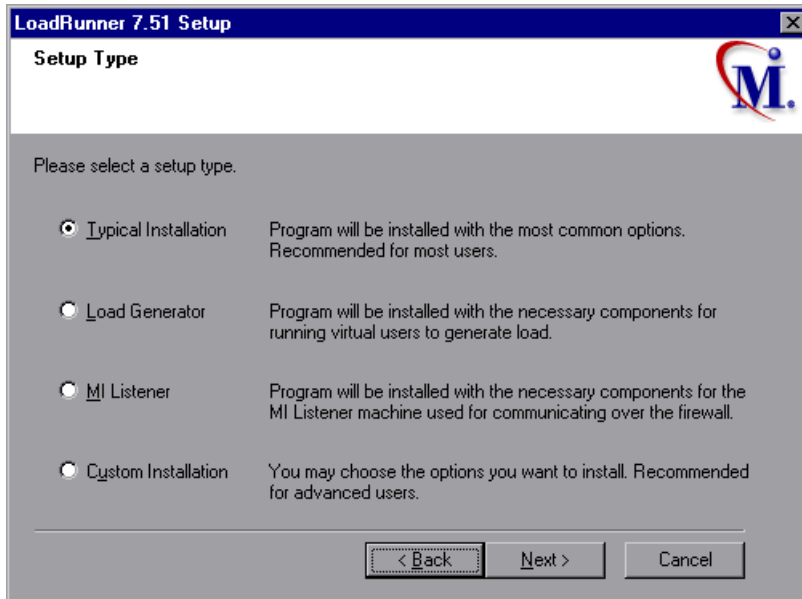 LoadRunner 7.51 Setup
Setup Type
M.
Please select a setup type.
Typical Installation
Program will be installed with the most common options.
Recommended for most users.
Load Generator
Program will be installed with the necessary components for
running virtual users to generate load.
MI Listener
Program will be installed with the necessary components for the
MI Listener machine used for communicating over the firewall.
Custom Installation
You may choose the options you want to install. Recommended
for advanced users.
< Back
Next >
Cancel